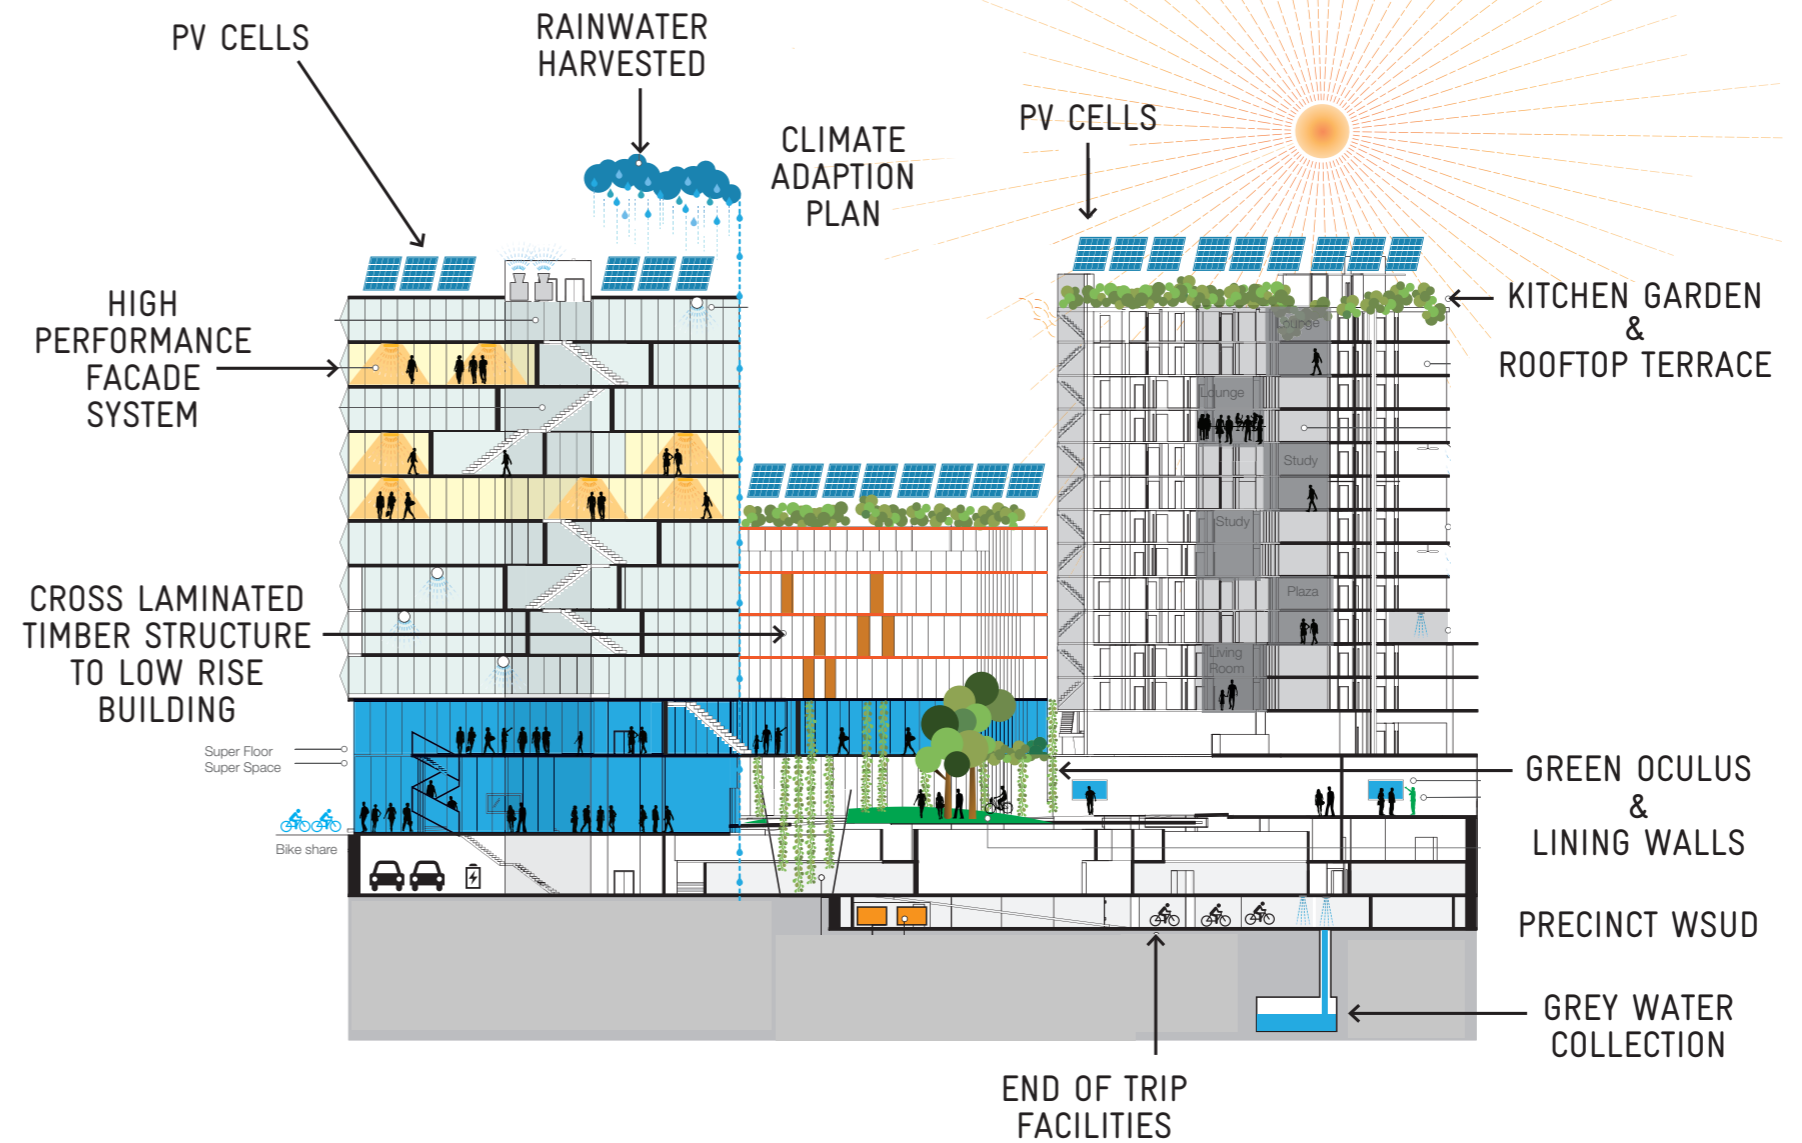 PV CELLS
RAINWATER
HARVESTED
CLIMATE
ADAPTION
PLAN
PV CELLS
HIGH
PERFORMANCE
FACADE
SYSTEM
KITCHEN GARDEN
&
ROOFTOP TERRACE
Lounge
Lounge
Study
Study
Plaza
Living
Room
CROSS LAMINATED
TIMBER STRUCTURE
TO LOW RISE
BUILDING
Super Floor
Super Space
Bike share
GREEN OCULUS
&
LINING WALLS
PRECINCT WSUD
GREY WATER
COLLECTION
END OF TRIP
FACILITIES